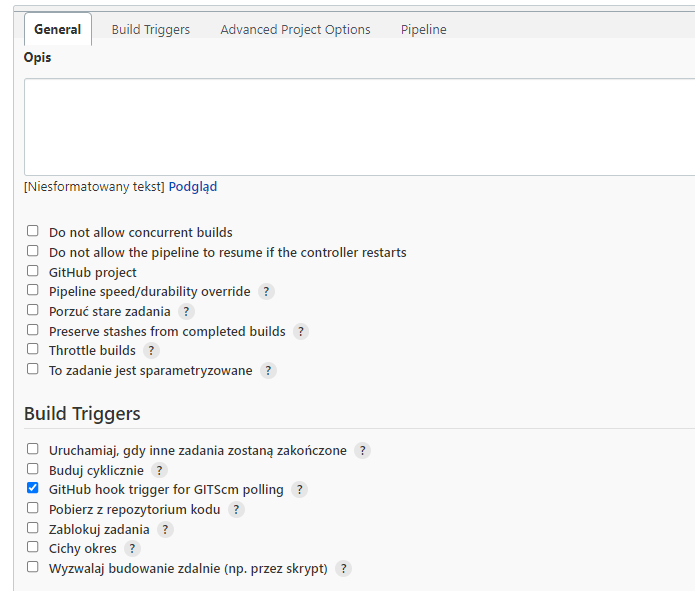 General Build Triggers Advanced Project Options Pipeline
Opis
[Niesformatowany tekst] Podgląd
Do not allow concurrent builds
Do not allow the pipeline to resume if the controller restarts
GitHub project
Pipeline speed/durability override ?
Porzuć stare zadania ?
Preserve stashes from completed builds ?
Throttle builds ?
To zadanie jest sparametryzowane ?
Build Triggers
Uruchamiaj, gdy inne zadania zostaną zakończone ?
Buduj cyklicznie ?
GitHub hook trigger for GITScm polling ?
Pobierz z repozytorium kodu ?
Zablokuj zadania ?
Cichy okres ?
Wyzwalaj budowanie zdalnie (np. przez skrypt) ?